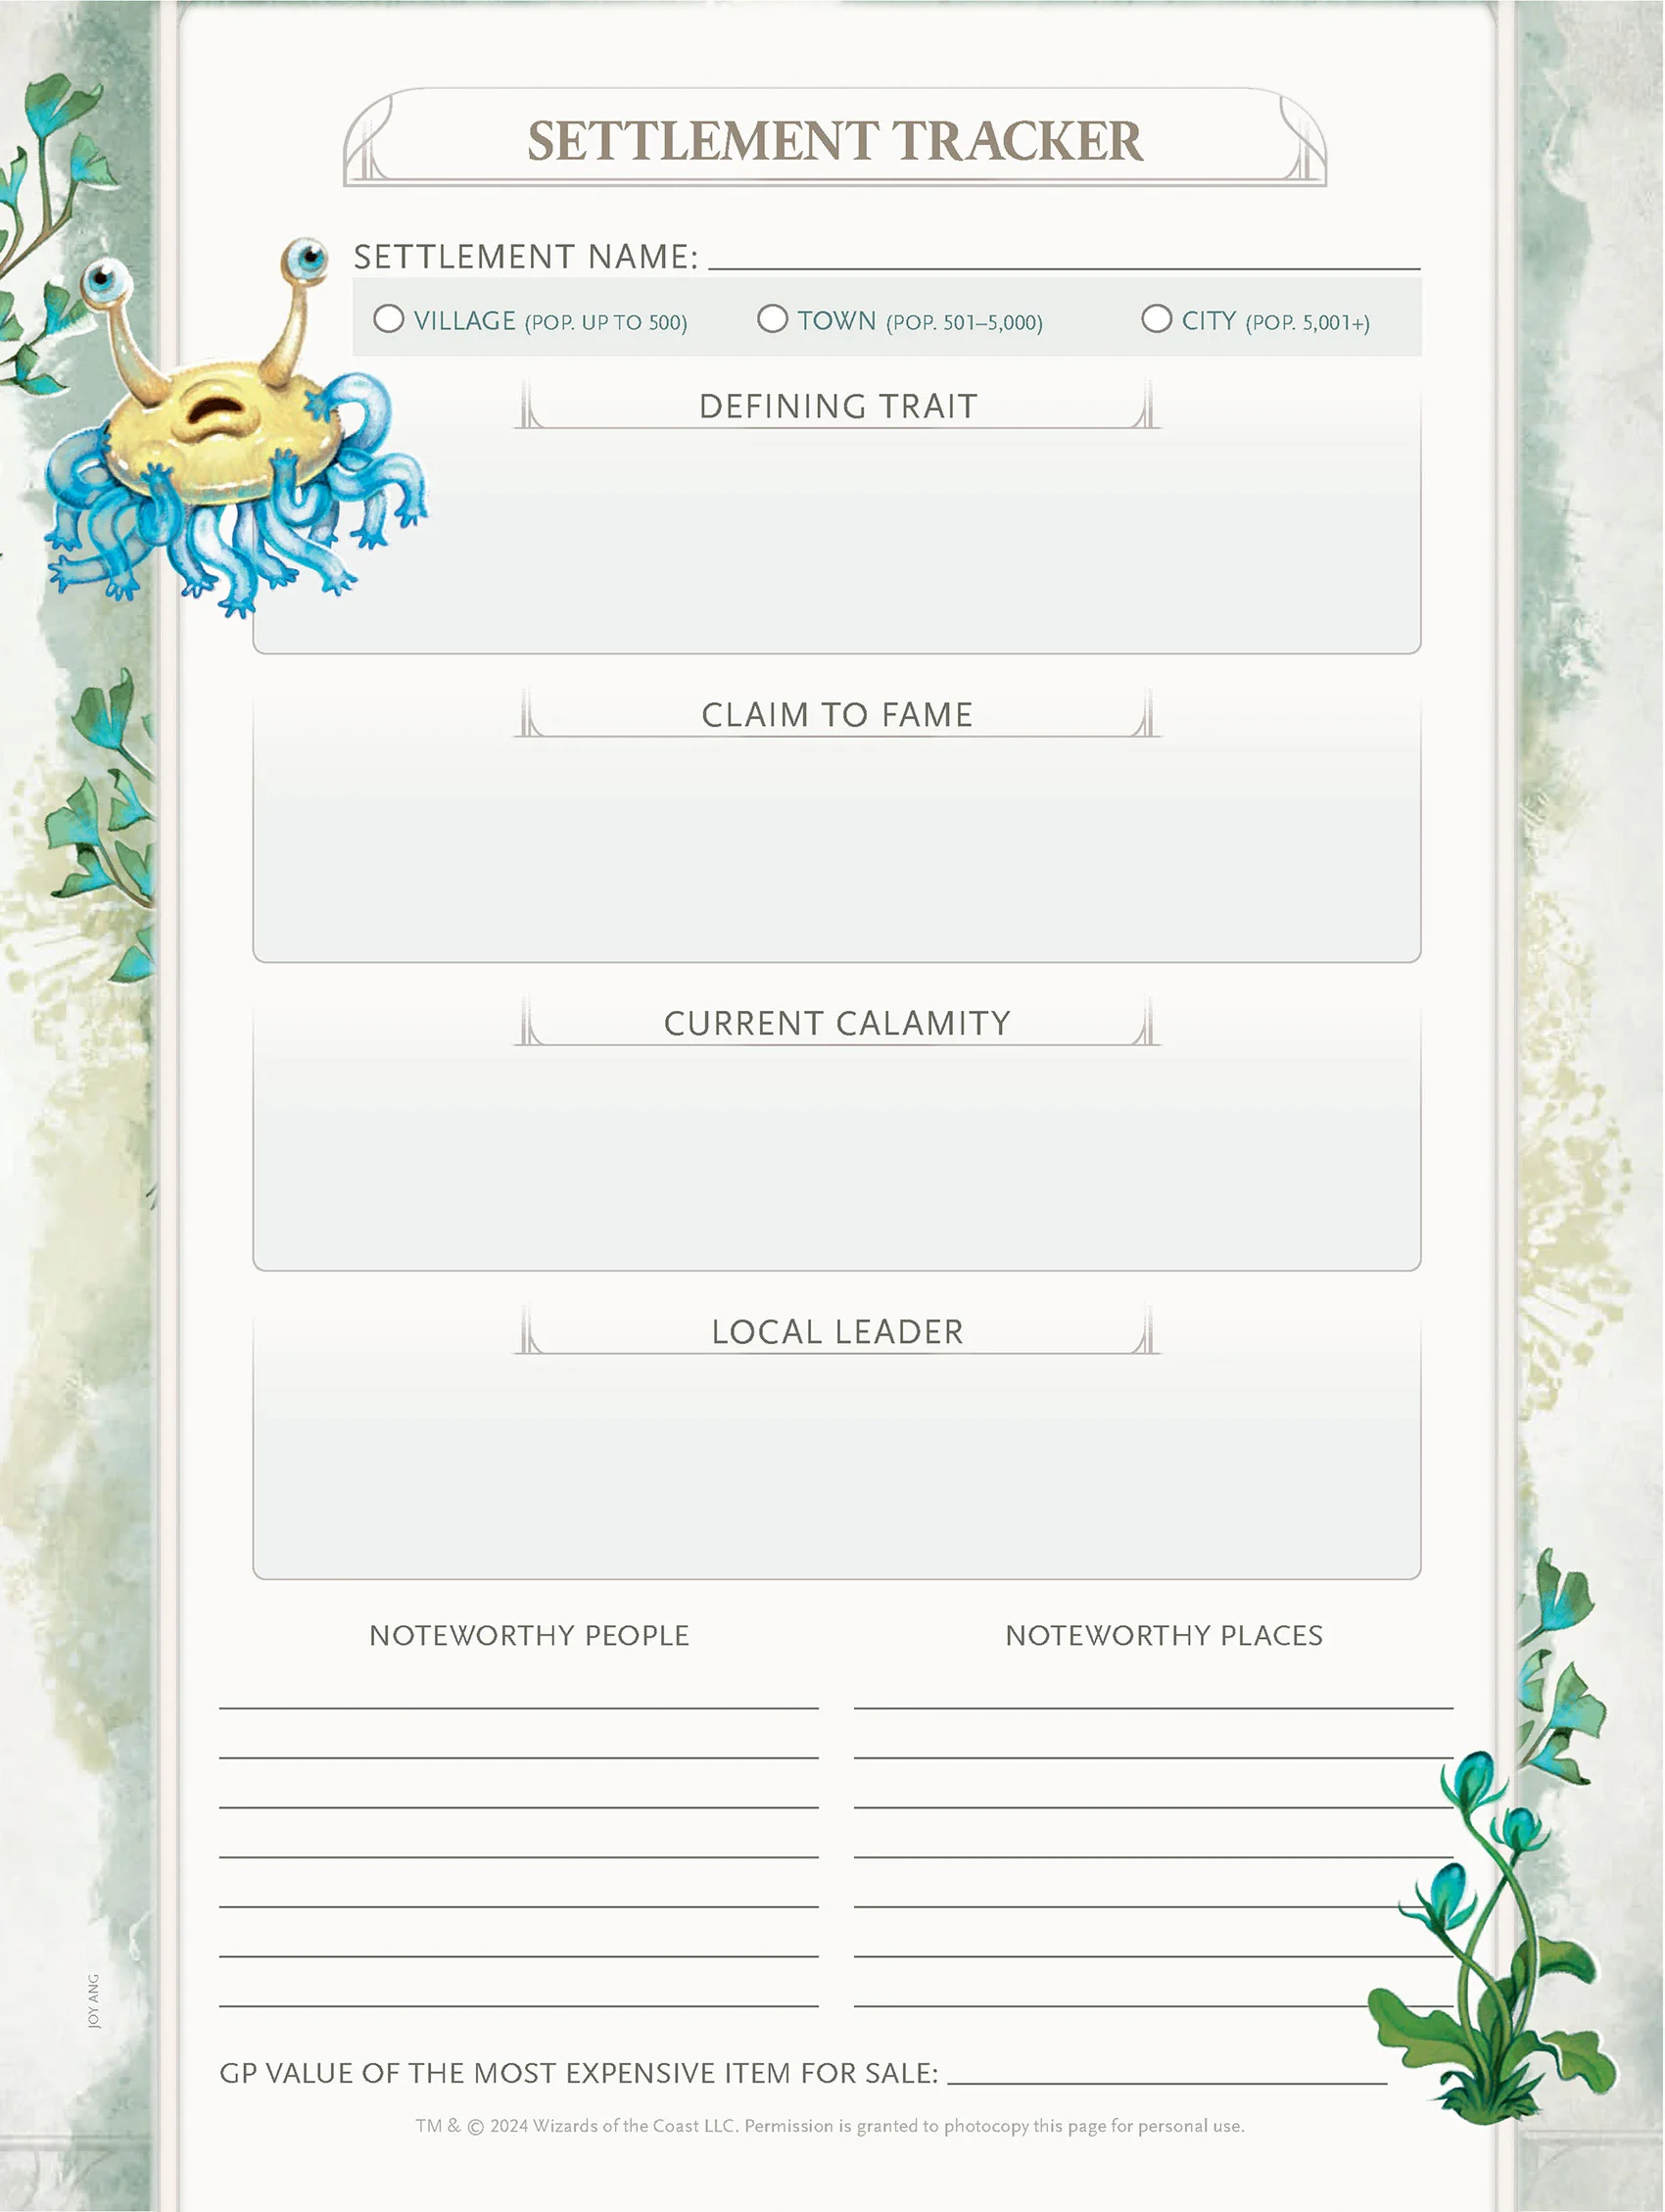 SETTLEMENT TRACKER
SETTLEMENT NAME:
VILLAGE (POP. UP TO 500) TOWN (POP. 501–5,000) CITY (POP. 5,001+)
DEFINING TRAIT
CLAIM TO FAME
CURRENT CALAMITY
LOCAL LEADER
NOTEWORTHY PEOPLE
NOTEWORTHY PLACES
JOY ANG
GP VALUE OF THE MOST EXPENSIVE ITEM FOR SALE:
TM & © 2024 Wizards of the Coast LLC. Permission is granted to photocopy this page for personal use.